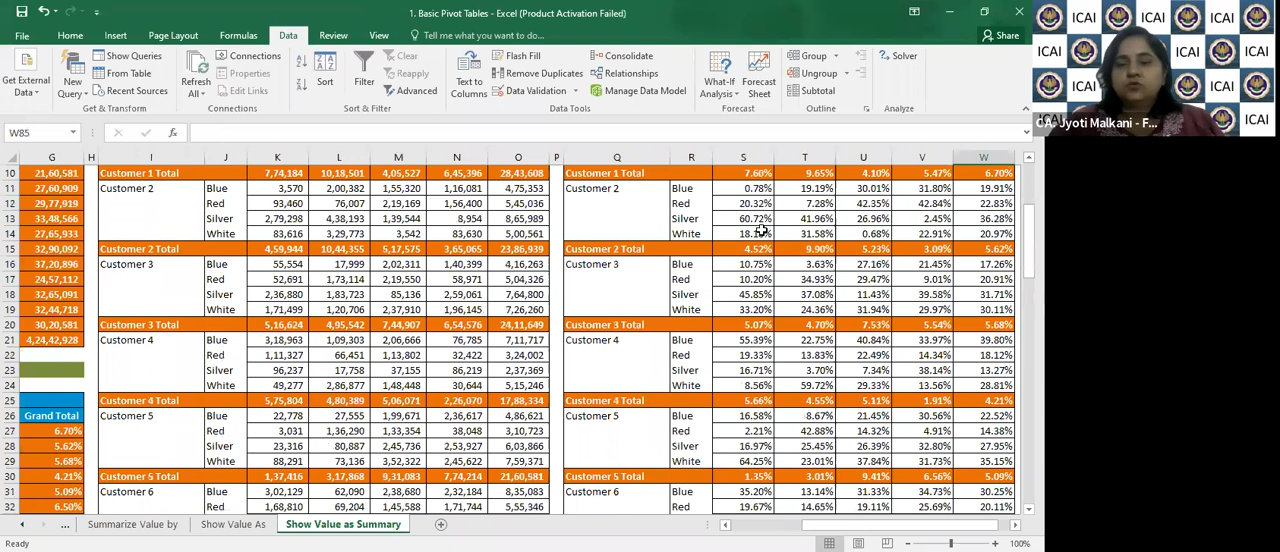 1. Basic Pivot Tables - Excel (Product Activation Failed)
File Home Insert Page Layout Formulas Data Review View Tell me what you want to do... Share
Get External Data
New Query
Show Queries
From Table
Recent Sources
Get & Transform
Refresh All
Connections
Properties
Edit Links
Connections
Sort
Filter
Clear
Reapply
Advanced
Sort & Filter
Text to Columns
Flash Fill
Remove Duplicates
Data Validation
Consolidate
Relationships
Manage Data Model
Data Tools
What-If Analysis
Forecast Sheet
Forecast
Group
Ungroup
Subtotal
Outline
Solver
Analyze
ICAI ICAI
ICAI
ICAI ICAI
ICAI
CA. Jyoti Malkani - F...
W85 fx
G H I J K L M N O P Q R S T U V W
10 21,60,581 Customer 1 Total 7,74,184 10,18,501 4,05,527 6,45,396 28,43,608 Customer 1 Total 7.60% 9.65% 4.10% 5.47% 6.70%
11 27,60,909 Customer 2 Blue 3,570 2,00,382 1,55,320 1,16,081 4,75,353 Customer 2 Blue 0.78% 19.19% 30.01% 31.80% 19.91%
12 29,77,919 Red 93,460 76,007 2,19,169 1,56,400 5,45,036 Red 20.32% 7.28% 42.35% 42.84% 22.83%
13 33,48,566 Silver 2,79,298 4,38,193 1,39,544 8,954 8,65,989 Silver 60.72% 41.96% 26.96% 2.45% 36.28%
14 27,65,933 White 83,616 3,29,773 3,542 83,630 5,00,561 White 31.58% 0.68% 22.91% 20.97%
15 32,90,092 Customer 2 Total 4,59,944 10,44,355 5,17,575 3,65,065 23,86,939 Customer 2 Total 4.52% 9.90% 5.23% 3.09% 5.62%
16 37,20,896 Customer 3 Blue 55,554 17,999 2,02,311 1,40,399 4,16,263 Customer 3 Blue 10.75% 3.63% 27.16% 21.45% 17.26%
17 24,57,112 Red 52,691 1,73,114 2,19,550 58,971 5,04,326 Red 10.20% 34.93% 29.47% 9.01% 20.91%
18 32,65,091 Silver 2,36,880 1,83,723 85,136 2,59,061 7,64,800 Silver 45.85% 37.08% 11.43% 39.58% 31.71%
19 32,44,718 White 1,71,499 1,20,706 2,37,910 1,96,145 7,26,260 White 33.20% 24.36% 31.94% 29.97% 30.11%
20 30,20,581 Customer 3 Total 5,16,624 4,95,542 7,44,907 6,54,576 24,11,649 Customer 3 Total 5.07% 4.70% 7.53% 5.54% 5.68%
21 4,24,42,928 Customer 4 Blue 3,18,963 1,09,303 2,06,666 76,785 7,11,717 Customer 4 Blue 55.39% 22.75% 40.84% 33.97% 39.80%
22 Red 1,11,327 66,451 1,13,802 32,422 3,24,002 Red 19.33% 13.83% 22.49% 14.34% 18.12%
23 Silver 96,237 17,758 37,155 86,219 2,37,369 Silver 16.71% 3.70% 7.34% 38.14% 13.27%
24 White 49,277 2,86,877 1,48,448 30,644 5,15,246 White 8.56% 59.72% 29.33% 13.56% 28.81%
25 Customer 4 Total 5,75,804 4,80,389 5,06,071 2,26,070 17,88,334 Customer 4 Total 5.66% 4.55% 5.11% 1.91% 4.21%
26 Grand Total Customer 5 Blue 22,778 27,555 1,99,671 2,36,617 4,86,621 Customer 5 Blue 16.58% 8.67% 21.45% 30.56% 22.52%
27 6.70% Red 3,031 1,36,290 1,33,354 38,048 3,10,723 Red 2.21% 42.88% 14.32% 4.91% 14.38%
28 5.62% Silver 23,316 80,887 2,45,736 2,53,927 6,03,866 Silver 16.97% 25.45% 26.39% 32.80% 27.95%
29 5.68% White 88,291 73,136 3,52,322 2,45,622 7,59,371 White 64.25% 23.01% 37.84% 31.73% 35.15%
30 4.21% Customer 5 Total 1,37,416 3,17,868 9,31,083 7,74,214 21,60,581 Customer 5 Total 1.35% 3.01% 9.41% 6.56% 5.09%
31 5.09% Customer 6 Blue 3,02,129 62,090 2,38,680 2,32,184 8,35,083 Customer 6 Blue 35.20% 13.14% 31.33% 34.73% 30.25%
32 6.50% Red 1,68,810 69,204 1,45,588 1,71,744 5,55,346 Red 19.67% 14.65% 19.11% 25.69% 20.11%
... Summarize Value by Show Value As Show Value as Summary
Ready 100%